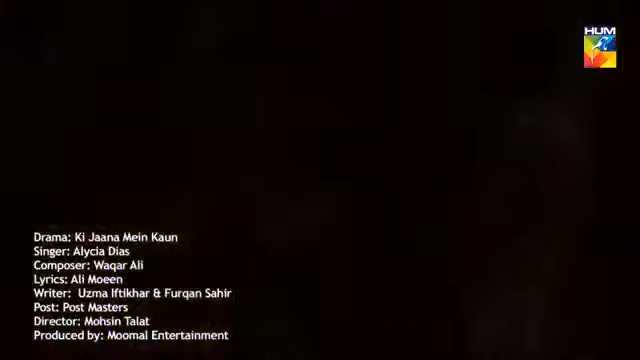 HUM
Drama: Ki Jaana Mein Kaun
Singer: Alycia Dias
Composer: Waqar Ali
Lyrics: Ali Moeen
Writer: Uzma Iftikhar & Furqan Sahir
Post: Post Masters
Director: Mohsin Talat
Produced by: Moomal Entertainment